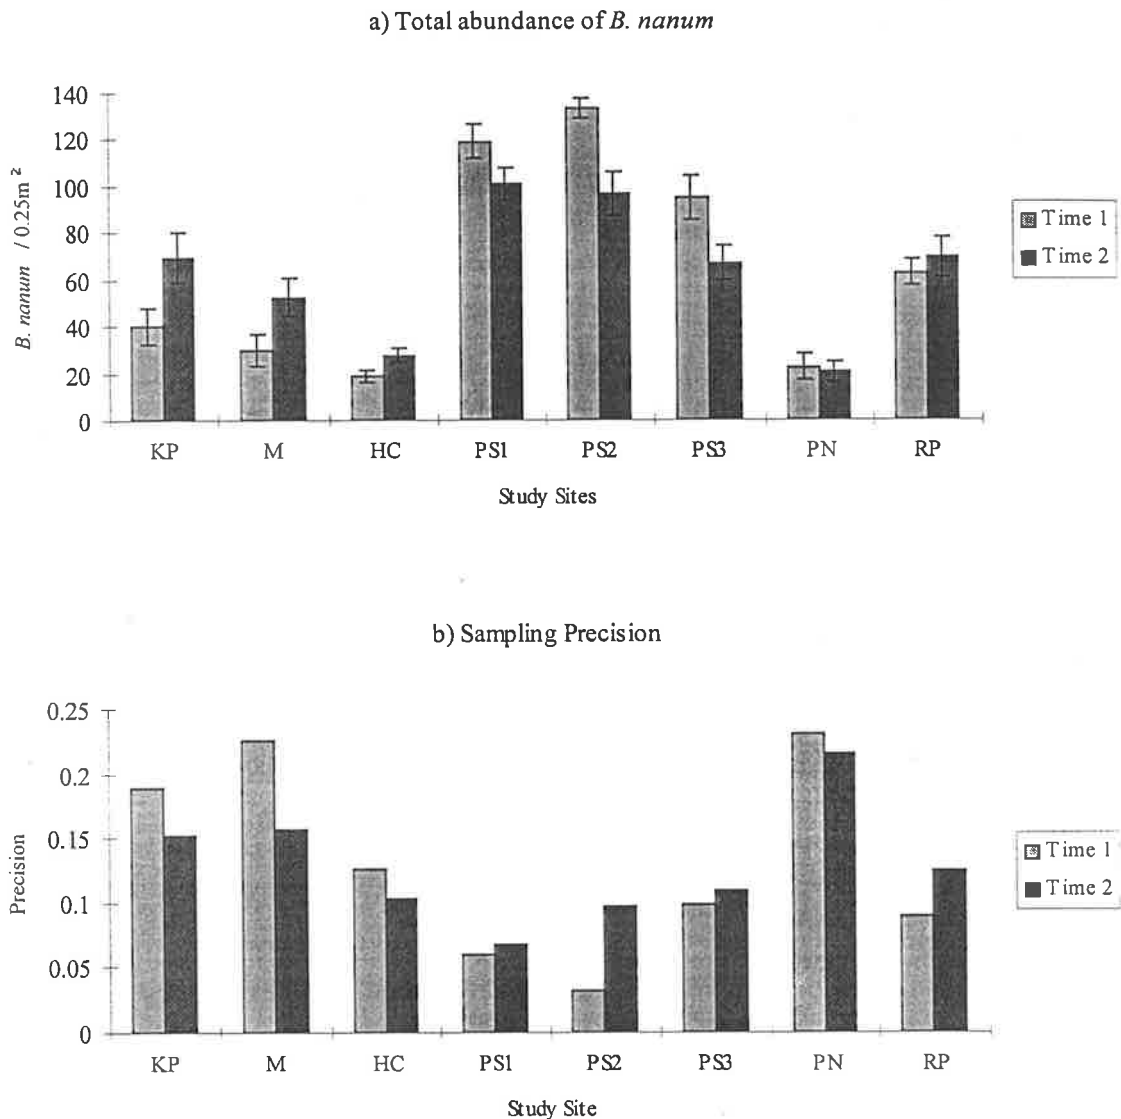 a) Total abundance of B. nanum
140
120
100
80
60
40
20
0
B. nanum / 0.25m²
KP M HC PS1 PS2 PS3 PN RP
Study Sites
Time 1
Time 2
b) Sampling Precision
0.25
0.2
0.15
0.1
0.05
0
Precision
KP M HC PS1 PS2 PS3 PN RP
Study Site
Time 1
Time 2